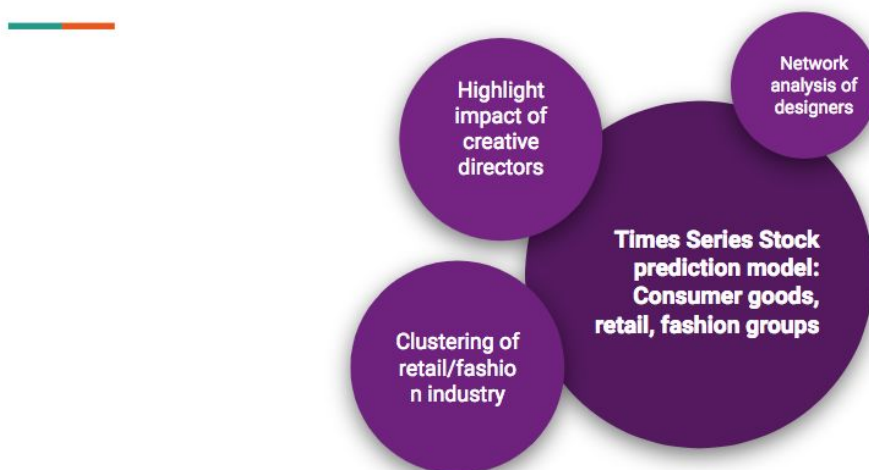 Network
analysis of
designers
Highlight
impact of
creative
directors
Times Series Stock
prediction model:
Consumer goods,
retail, fashion groups
Clustering of
retail/fashio
n industry